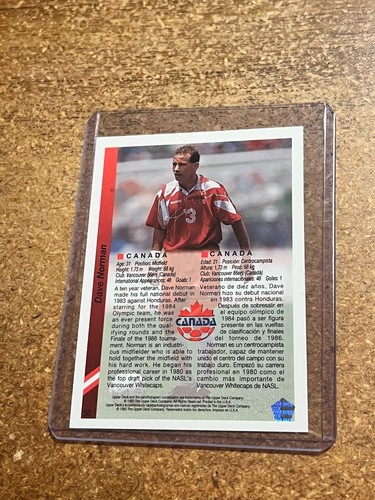 Dave Norman
3
CANADA
Age: 31 Position: Midfield
Height: 1.73 m Weight: 68 kg
Club: Vancouver 86ers (Canada)
International Appearances: 48 Goals: 1
A ten year veteran, Dave Norman
made his full national debut in
1983 against Honduras. After
starring for the 1984
Olympic team, he was
an ever present force
during both the qual-
ifying rounds and the
Finals of the 1986
tournament.
Norman is an industri-
ous midfielder who is able to
hold together the midfield with
his hard work. He began his
professional career in 1980 as
the top draft pick of the NASL's
Vancouver Whitecaps.
CANADA
Edad: 31 Posición: Centrocampista
Altura: 1.73 m Peso: 68 kg
Club: Vancouver 86ers (Canadá)
Apariciones internacionales: 48 Goles: 1
Veterano de diez años, Dave
Norman hizo su debut nacional
en 1983 contra Honduras.
Después de sobresalir en
el equipo olímpico de
1984 pasó a ser figura
presente en las vueltas
de clasificación y finales
del torneo de 1986.
Norman es un centrocampista
trabajador, capaz de mantener
unido el centro del campo con
su trabajo. Empezó su carrera
profesional en 1980 como el
cambio más importante de
Vancouver Whitecaps de NASL.
CANADA